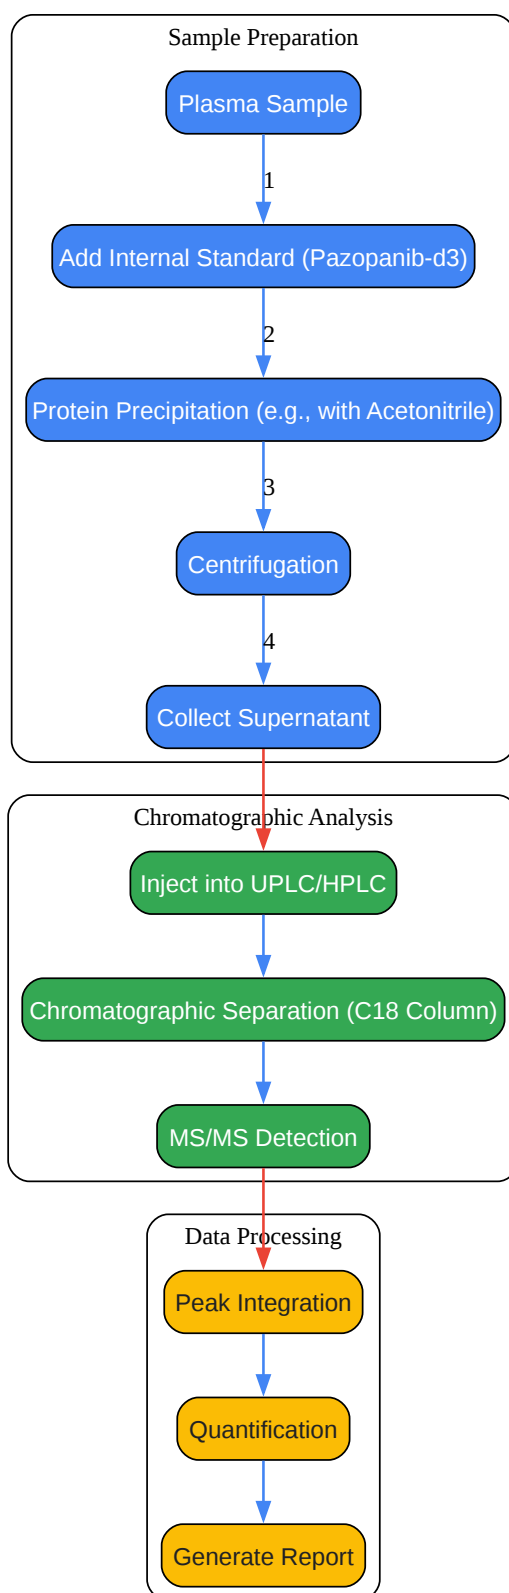 Sample Preparation
Plasma Sample
1
Add Internal Standard (Pazopanib-d3)
2
Protein Precipitation (e.g., with Acetonitrile)
3
Centrifugation
4
Collect Supernatant
Chromatographic Analysis
Inject into UPLC/HPLC
Chromatographic Separation (C18 Column)
MS/MS Detection
Data Processing
Peak Integration
Quantification
Generate Report